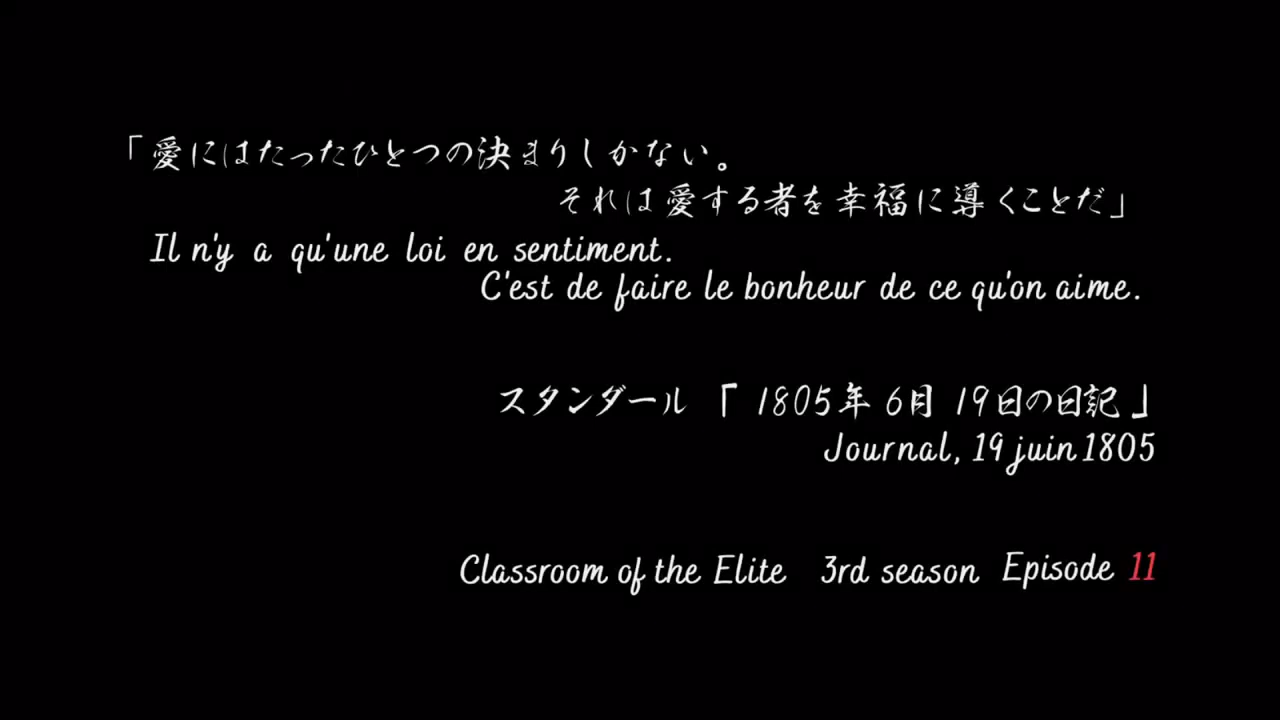 「愛にはたったひとつの決まりしかない。
それは愛する者を幸福に導くことだ」
Il n'y a qu'une loi en sentiment.
C'est de faire le bonheur de ce qu'on aime.
スタンダール 「 1805年 6月 19日の日記 」
Journal, 19 juin 1805
Classroom of the Elite 3rd season Episode 11